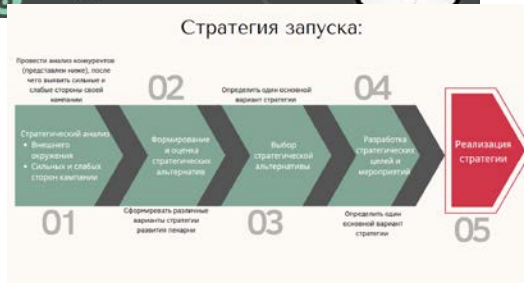 Стратегия запуска:
Провести анализ конкурентов
(представлен ниже), после
чего выявить сильные и
слабые стороны своей
кампании
02
Определить один основной
вариант стратегии
04
Стратегический анализ
• Внешнего
окружения
• Сильных и слабых
сторон кампании
Формирование
и оценка
стратегических
альтернатив
Выбор
стратегической
альтернативы
Разработка
стратегических
целей и
мероприятий
Реализация
стратегии
01
Сформировать различные
варианты стратегии
развития пекарни
03
Определить один
основной вариант
стратегии
05